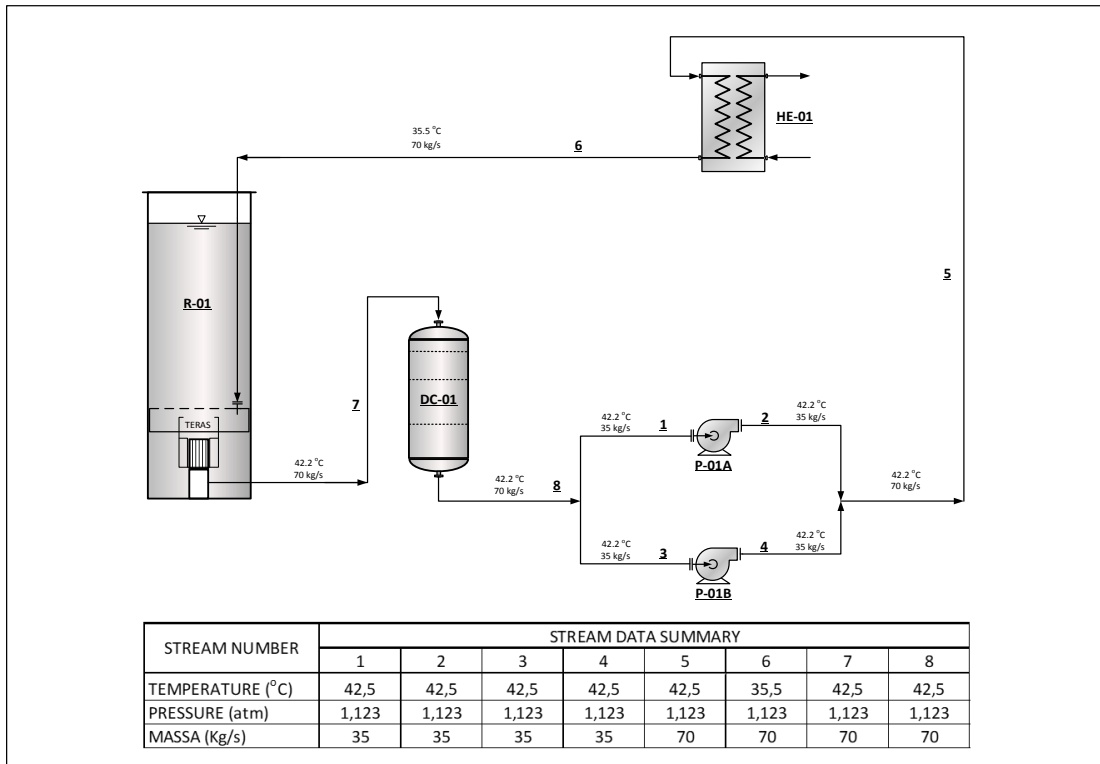 HE-01
35.5 °C
70 kg/s
6
5
R-01
TERAS
7
DC-01
42.2 °C
70 kg/s
42.2 °C
70 kg/s
8
42.2 °C
35 kg/s
1
P-01A
42.2 °C
35 kg/s
2
42.2 °C
70 kg/s
42.2 °C
35 kg/s
3
P-01B
42.2 °C
35 kg/s
4
STREAM NUMBER STREAM DATA SUMMARY
1 2 3 4 5 6 7 8
TEMPERATURE (°C) 42,5 42,5 42,5 42,5 42,5 35,5 42,5 42,5
PRESSURE (atm) 1,123 1,123 1,123 1,123 1,123 1,123 1,123 1,123
MASSA (Kg/s) 35 35 35 35 70 70 70 70